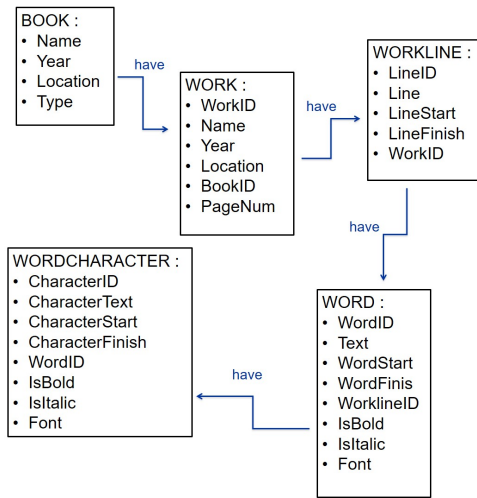 BOOK :
• Name
• Year
• Location
• Type
have
WORK :
• WorkID
• Name
• Year
• Location
• BookID
• PageNum
have
WORKLINE :
• LineID
• Line
• LineStart
• LineFinish
• WorkID
have
WORD :
• WordID
• Text
• WordStart
• WordFinis
• WorklineID
• IsBold
• IsItalic
• Font
have
WORDCHARACTER :
• CharacterID
• CharacterText
• CharacterStart
• CharacterFinish
• WordID
• IsBold
• IsItalic
• Font